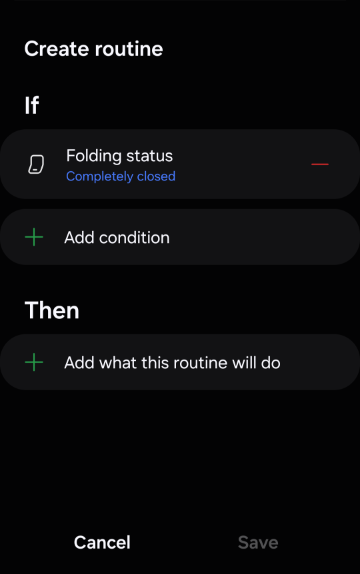 Create routine
If
Folding status
Completely closed
Add condition
Then
Add what this routine will do
Cancel
Save